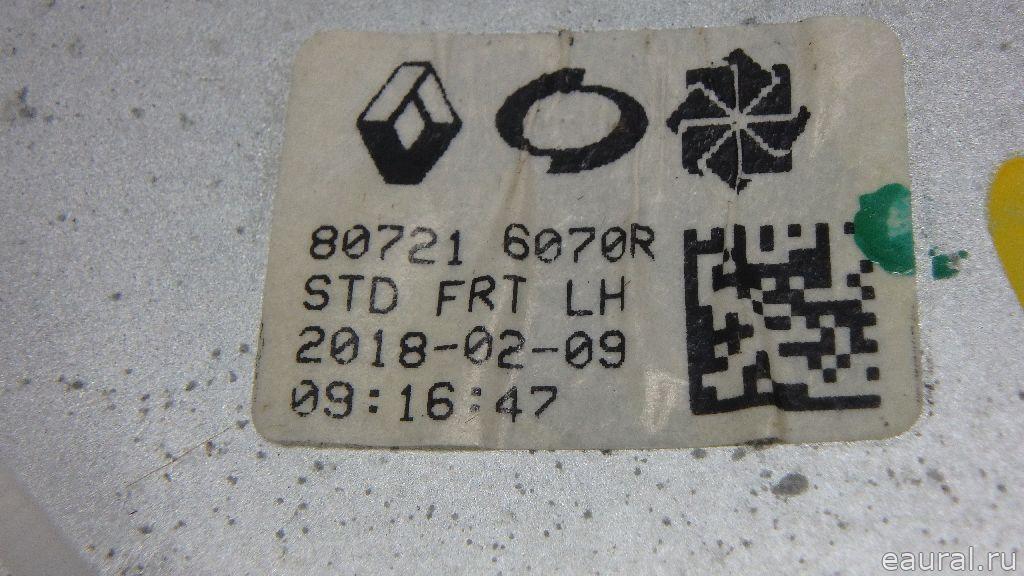 80721 6070R
STD FRT LH
2018-02-09
09:16:47
eaural.ru